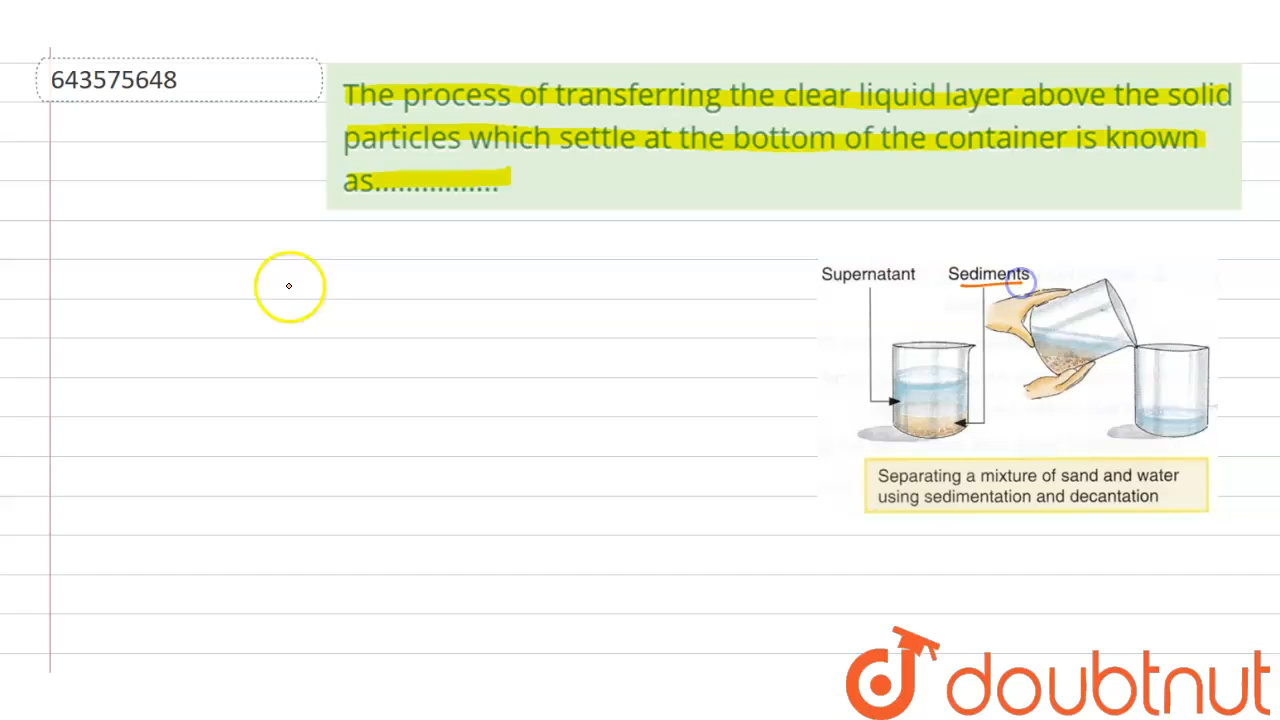 643575648
The process of transferring the clear liquid layer above the solid
particles which settle at the bottom of the container is known
as................
Supernatant Sediments
Separating a mixture of sand and water
using sedimentation and decantation
doubtnut